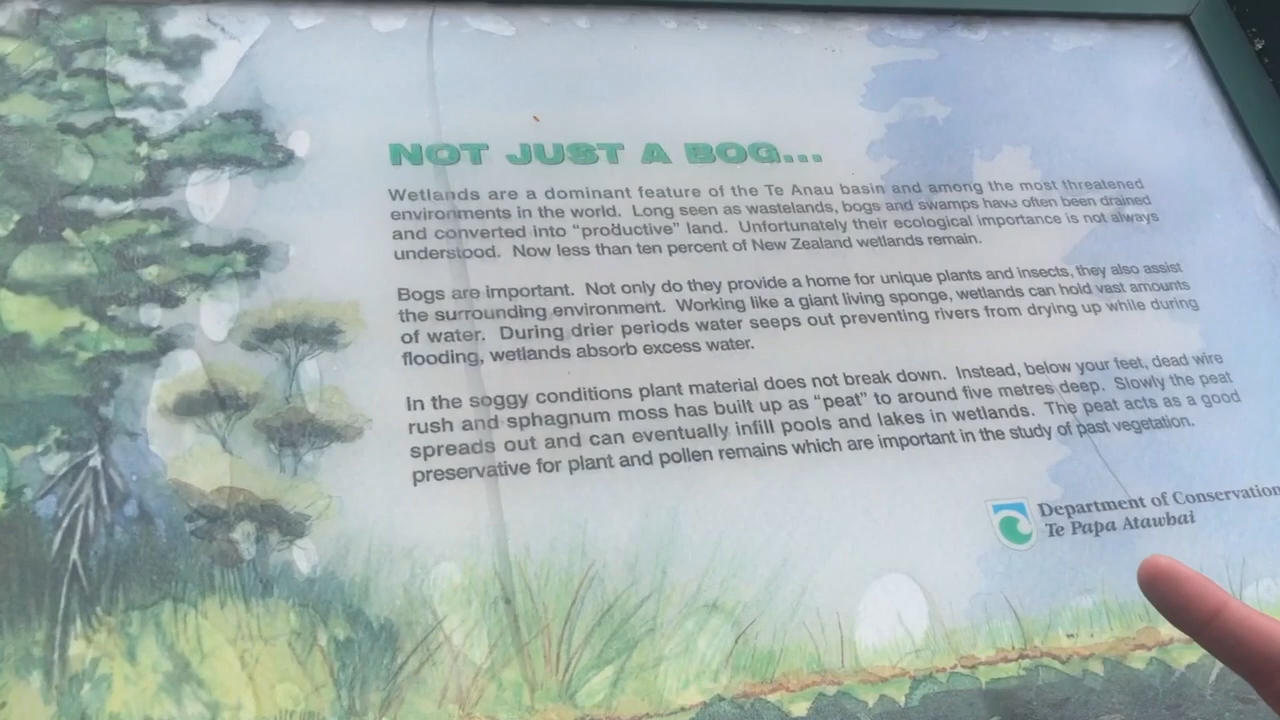 NOT JUST A BOG...
Wetlands are a dominant feature of the Te Anau basin and among the most threatened
environments in the world. Long seen as wastelands, bogs and swamps have often been drained
and converted into “productive” land. Unfortunately their ecological importance is not always
understood. Now less than ten percent of New Zealand wetlands remain.
Bogs are important. Not only do they provide a home for unique plants and insects, they also assist
the surrounding environment. Working like a giant living sponge, wetlands can hold vast amounts
of water. During drier periods water seeps out preventing rivers from drying up while during
flooding, wetlands absorb excess water.
In the soggy conditions plant material does not break down. Instead, below your feet, dead wire
rush and sphagnum moss has built up as “peat” to around five metres deep. Slowly the peat
spreads out and can eventually infill pools and lakes in wetlands. The peat acts as a good
preservative for plant and pollen remains which are important in the study of past vegetation.
Department of Conservation
Te Papa Atawbai